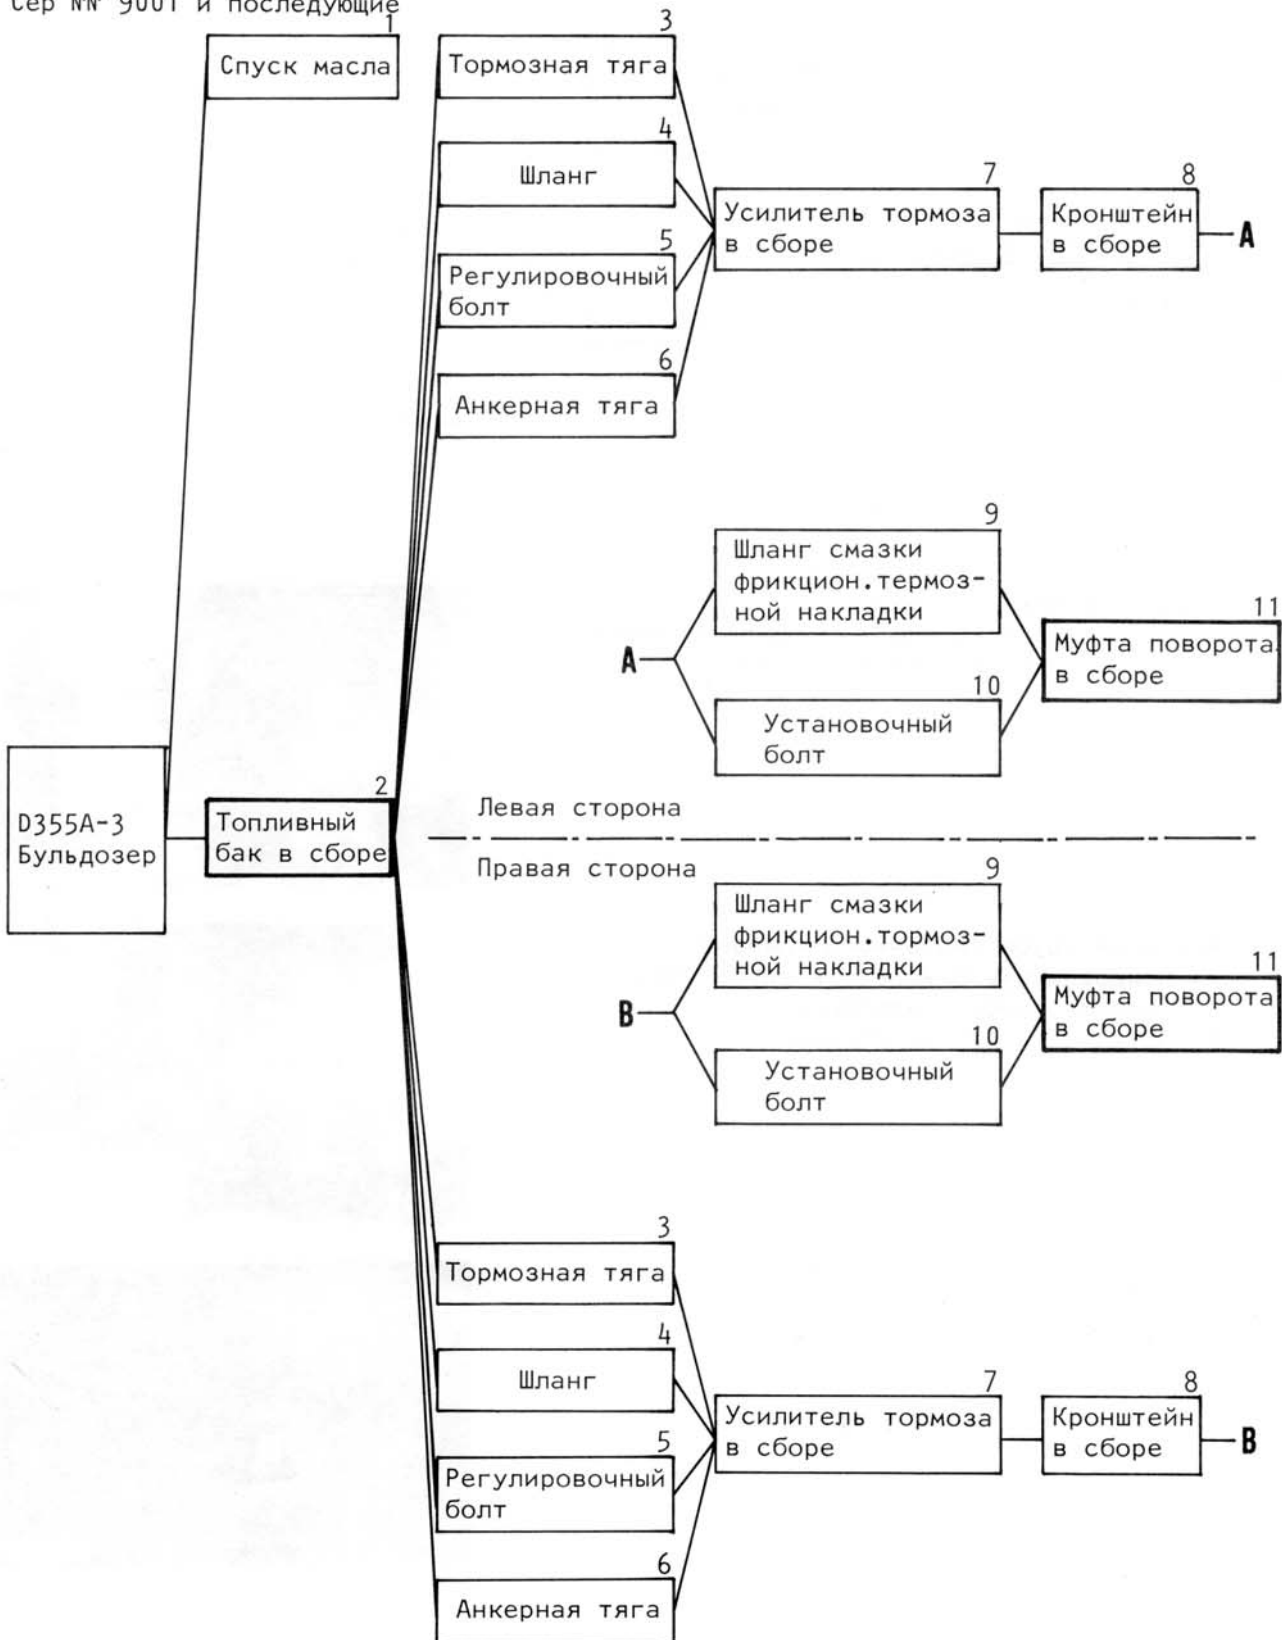 Сер №№ 9001 и последующие
1
Спуск масла
3
Тормозная тяга
4
Шланг
5
Регулировочный
болт
6
Анкерная тяга
7
Усилитель тормоза
в сборе
8
Кронштейн
в сборе
A
9
Шланг смазки
фрикцион.термоз-
ной накладки
A
10
Установочный
болт
11
Муфта поворота
в сборе
D355A-3
Бульдозер
2
Топливный
бак в сборе
Левая сторона
Правая сторона
9
Шланг смазки
фрикцион.тормоз-
ной накладки
B
10
Установочный
болт
11
Муфта поворота
в сборе
3
Тормозная тяга
4
Шланг
5
Регулировочный
болт
6
Анкерная тяга
7
Усилитель тормоза
в сборе
8
Кронштейн
в сборе
B